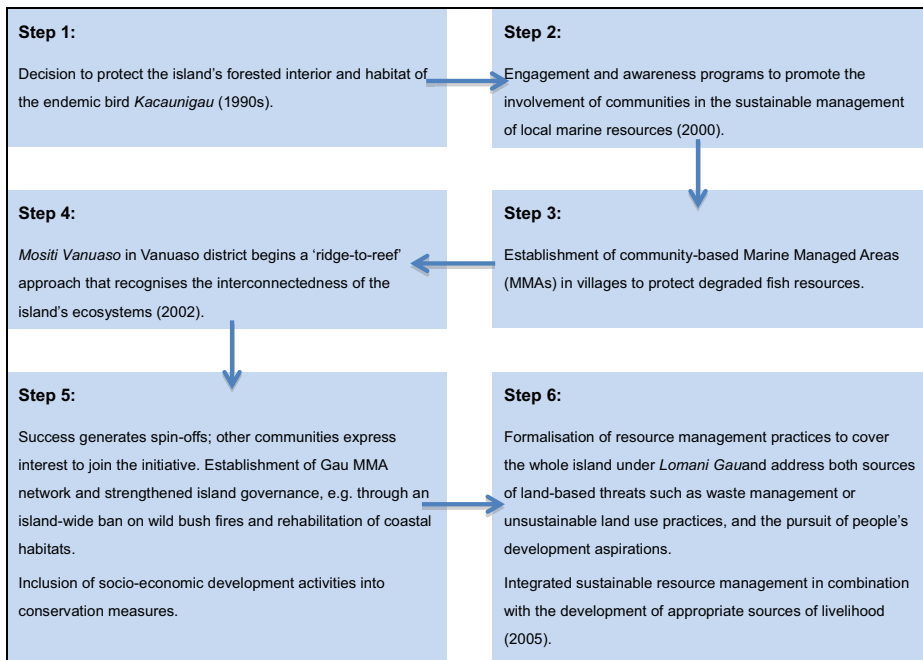 Step 1:
Decision to protect the island’s forested interior and habitat of
the endemic bird Kacaunigau (1990s).
Step 2:
Engagement and awareness programs to promote the
involvement of communities in the sustainable management
of local marine resources (2000).
Step 3:
Establishment of community-based Marine Managed Areas
(MMAs) in villages to protect degraded fish resources.
Step 4:
Mositi Vanuaso in Vanuaso district begins a ‘ridge-to-reef’
approach that recognises the interconnectedness of the
island’s ecosystems (2002).
Step 5:
Success generates spin-offs; other communities express
interest to join the initiative. Establishment of Gau MMA
network and strengthened island governance, e.g. through an
island-wide ban on wild bush fires and rehabilitation of coastal
habitats.
Inclusion of socio-economic development activities into
conservation measures.
Step 6:
Formalisation of resource management practices to cover
the whole island under Lomani Gauand address both sources
of land-based threats such as waste management or
unsustainable land use practices, and the pursuit of people’s
development aspirations.
Integrated sustainable resource management in combination
with the development of appropriate sources of livelihood
(2005).